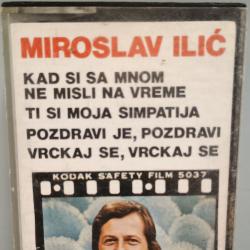 MIROSLAV ILIĆ
KAD SI SA MNOM
NE MISLI NA VREME
TI SI MOJA SIMPATIJA
POZDRAVI JE, POZDRAVI
VRCKAJ SE, VRCKAJ SE
KODAK SAFETY FILM 5037